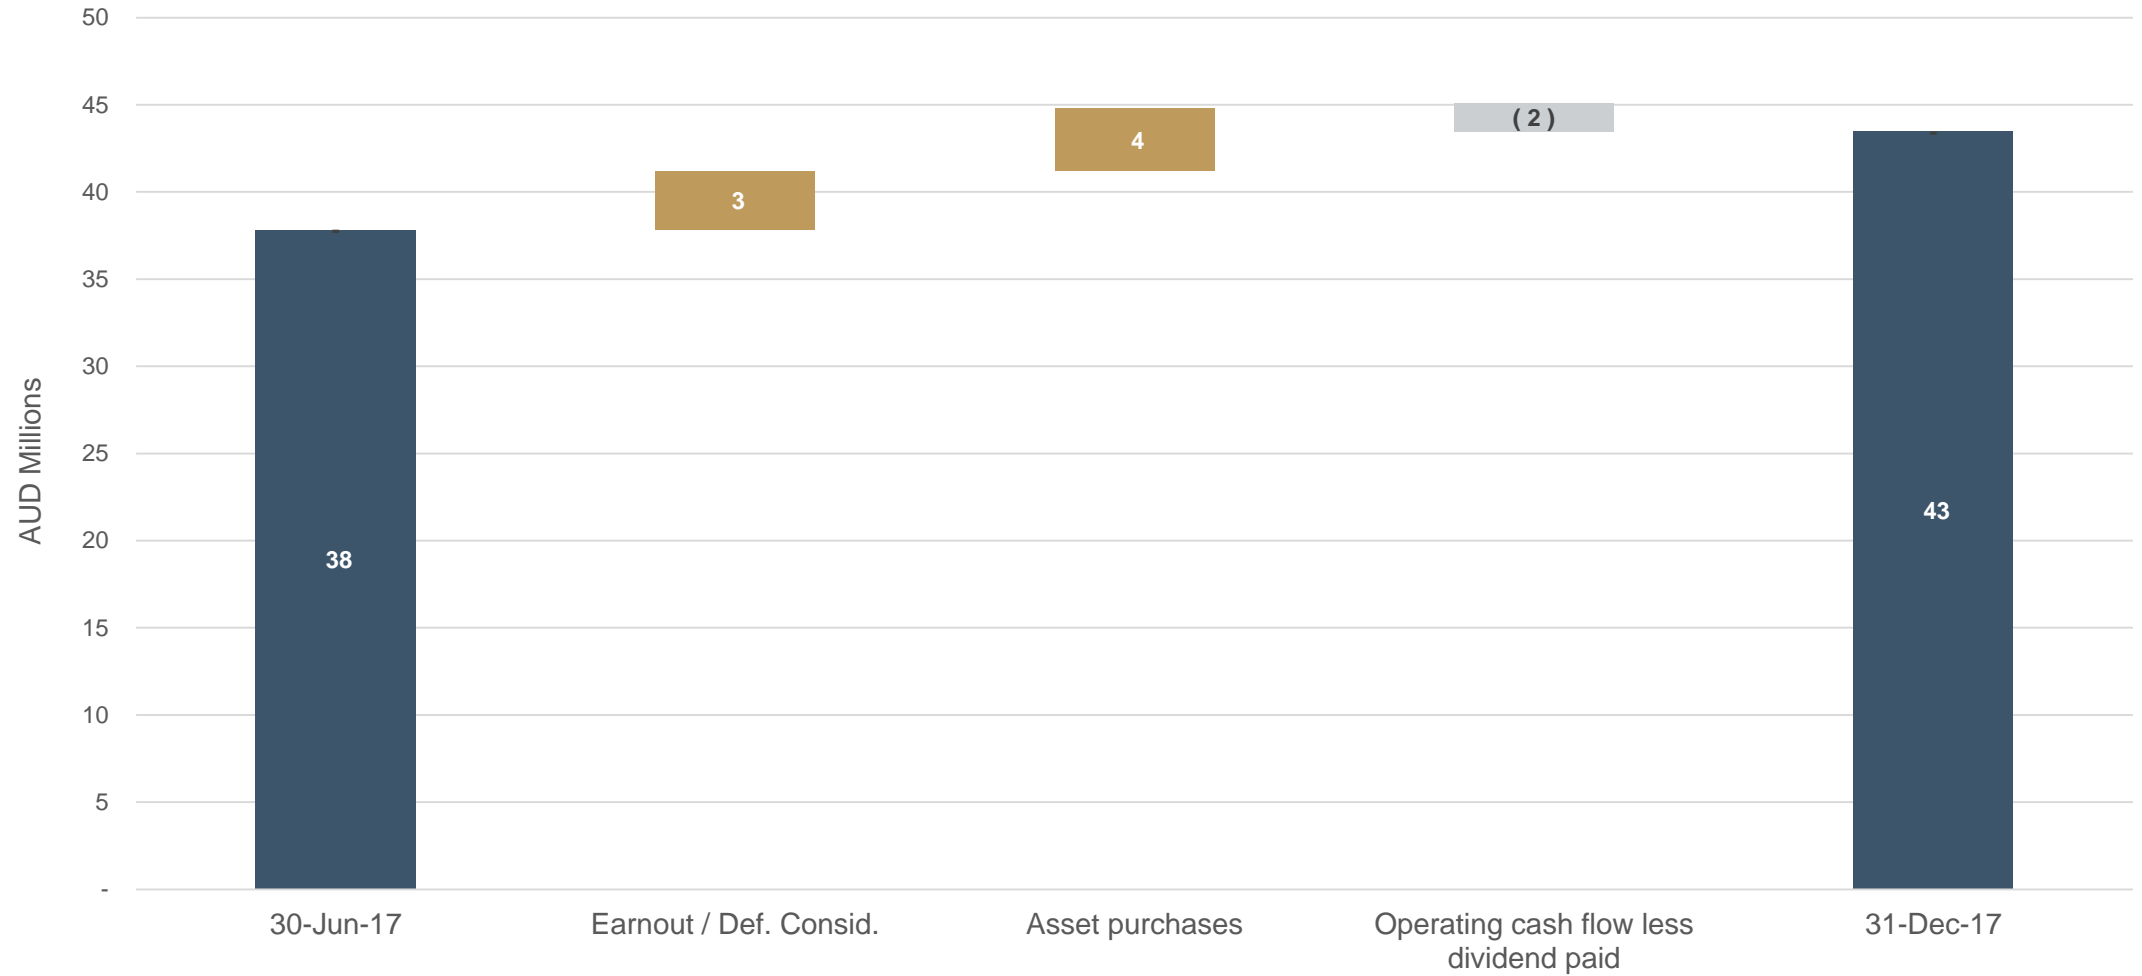 50
45
40
35
30
25
20
15
10
5
-
AUD Millions
38
3
4
( 2 )
43
30-Jun-17
Earnout / Def. Consid.
Asset purchases
Operating cash flow less
dividend paid
31-Dec-17